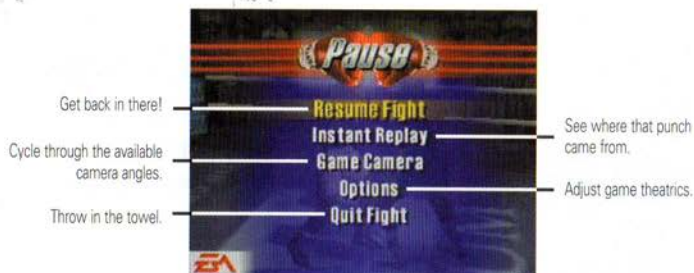 Pause
Get back in there!
Resume Fight
Instant Replay
See where that punch
came from.
Cycle through the available
camera angles.
Game Camera
Options
Adjust game theatrics.
Throw in the towel.
Quit Fight
EA